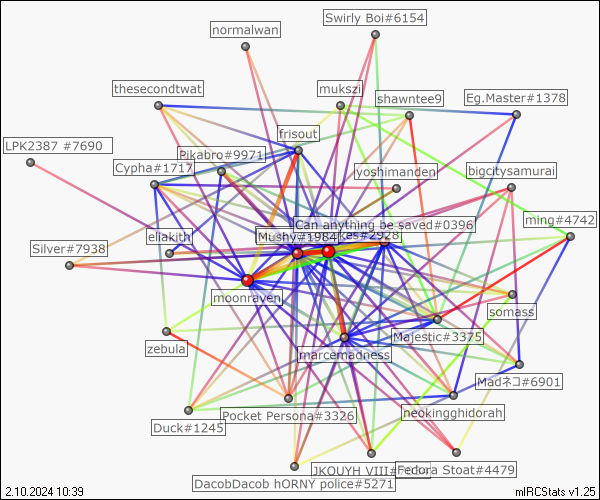 Swirly Boi#6154
normalwan
thesecondtwat
mukszi
shawntee9
Eg.Master#1378
frisout
LPK2387 #7690
Pikabro#9971
Cypha#1717
yoshimanden
bigcitysamurai
Can anything be saved#0396
ming#4742
eliakith
Mushy#1984
kes#2928
Silver#7938
moonraven
somass
Majestic#3375
zebula
marcemadness
Madネコ#6901
Pocket Persona#3326
neokingghidorah
Duck#1245
JKOUYH VIII#
Fedora Stoat#4479
DacobDacob hORNY police#5271
2.10.2024 10:39
mIRCStats v1.25